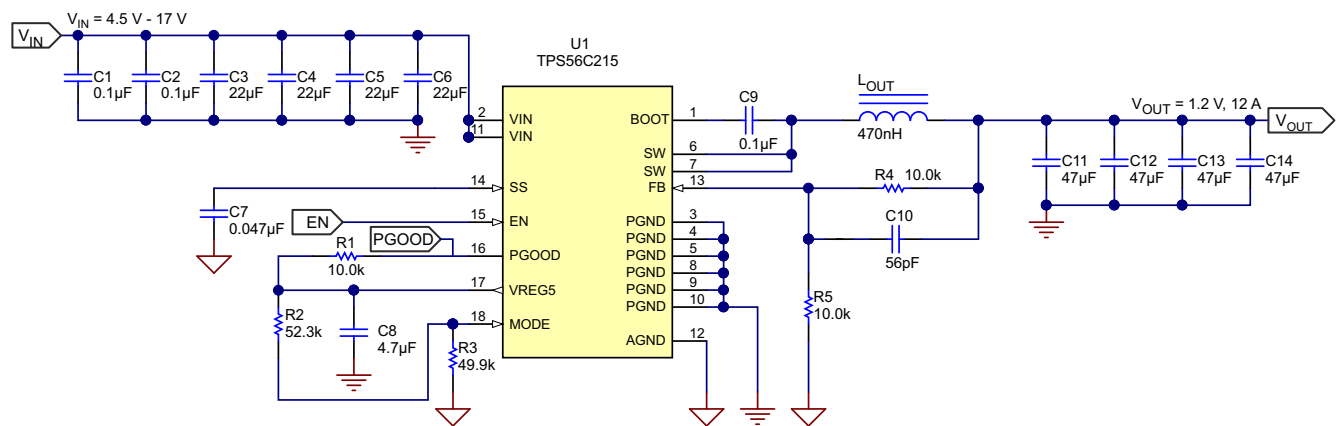 V_IN
V_IN = 4.5 V - 17 V
C1
0.1µF
C2
0.1µF
C3
22µF
C4
22µF
C5
22µF
C6
22µF
U1
TPS56C215
2
VIN
11
VIN
14
SS
15
EN
16
PGOOD
17
VREG5
18
MODE
BOOT
1
SW
6
SW
7
FB
13
PGND
3
PGND
4
PGND
5
PGND
8
PGND
9
PGND
10
AGND
12
C7
0.047µF
EN
PGOOD
R1
10.0k
R2
52.3k
C8
4.7µF
R3
49.9k
C9
0.1µF
L_OUT
470nH
R4 10.0k
C10
56pF
R5
10.0k
V_OUT = 1.2 V, 12 A
V_OUT
C11
47µF
C12
47µF
C13
47µF
C14
47µF